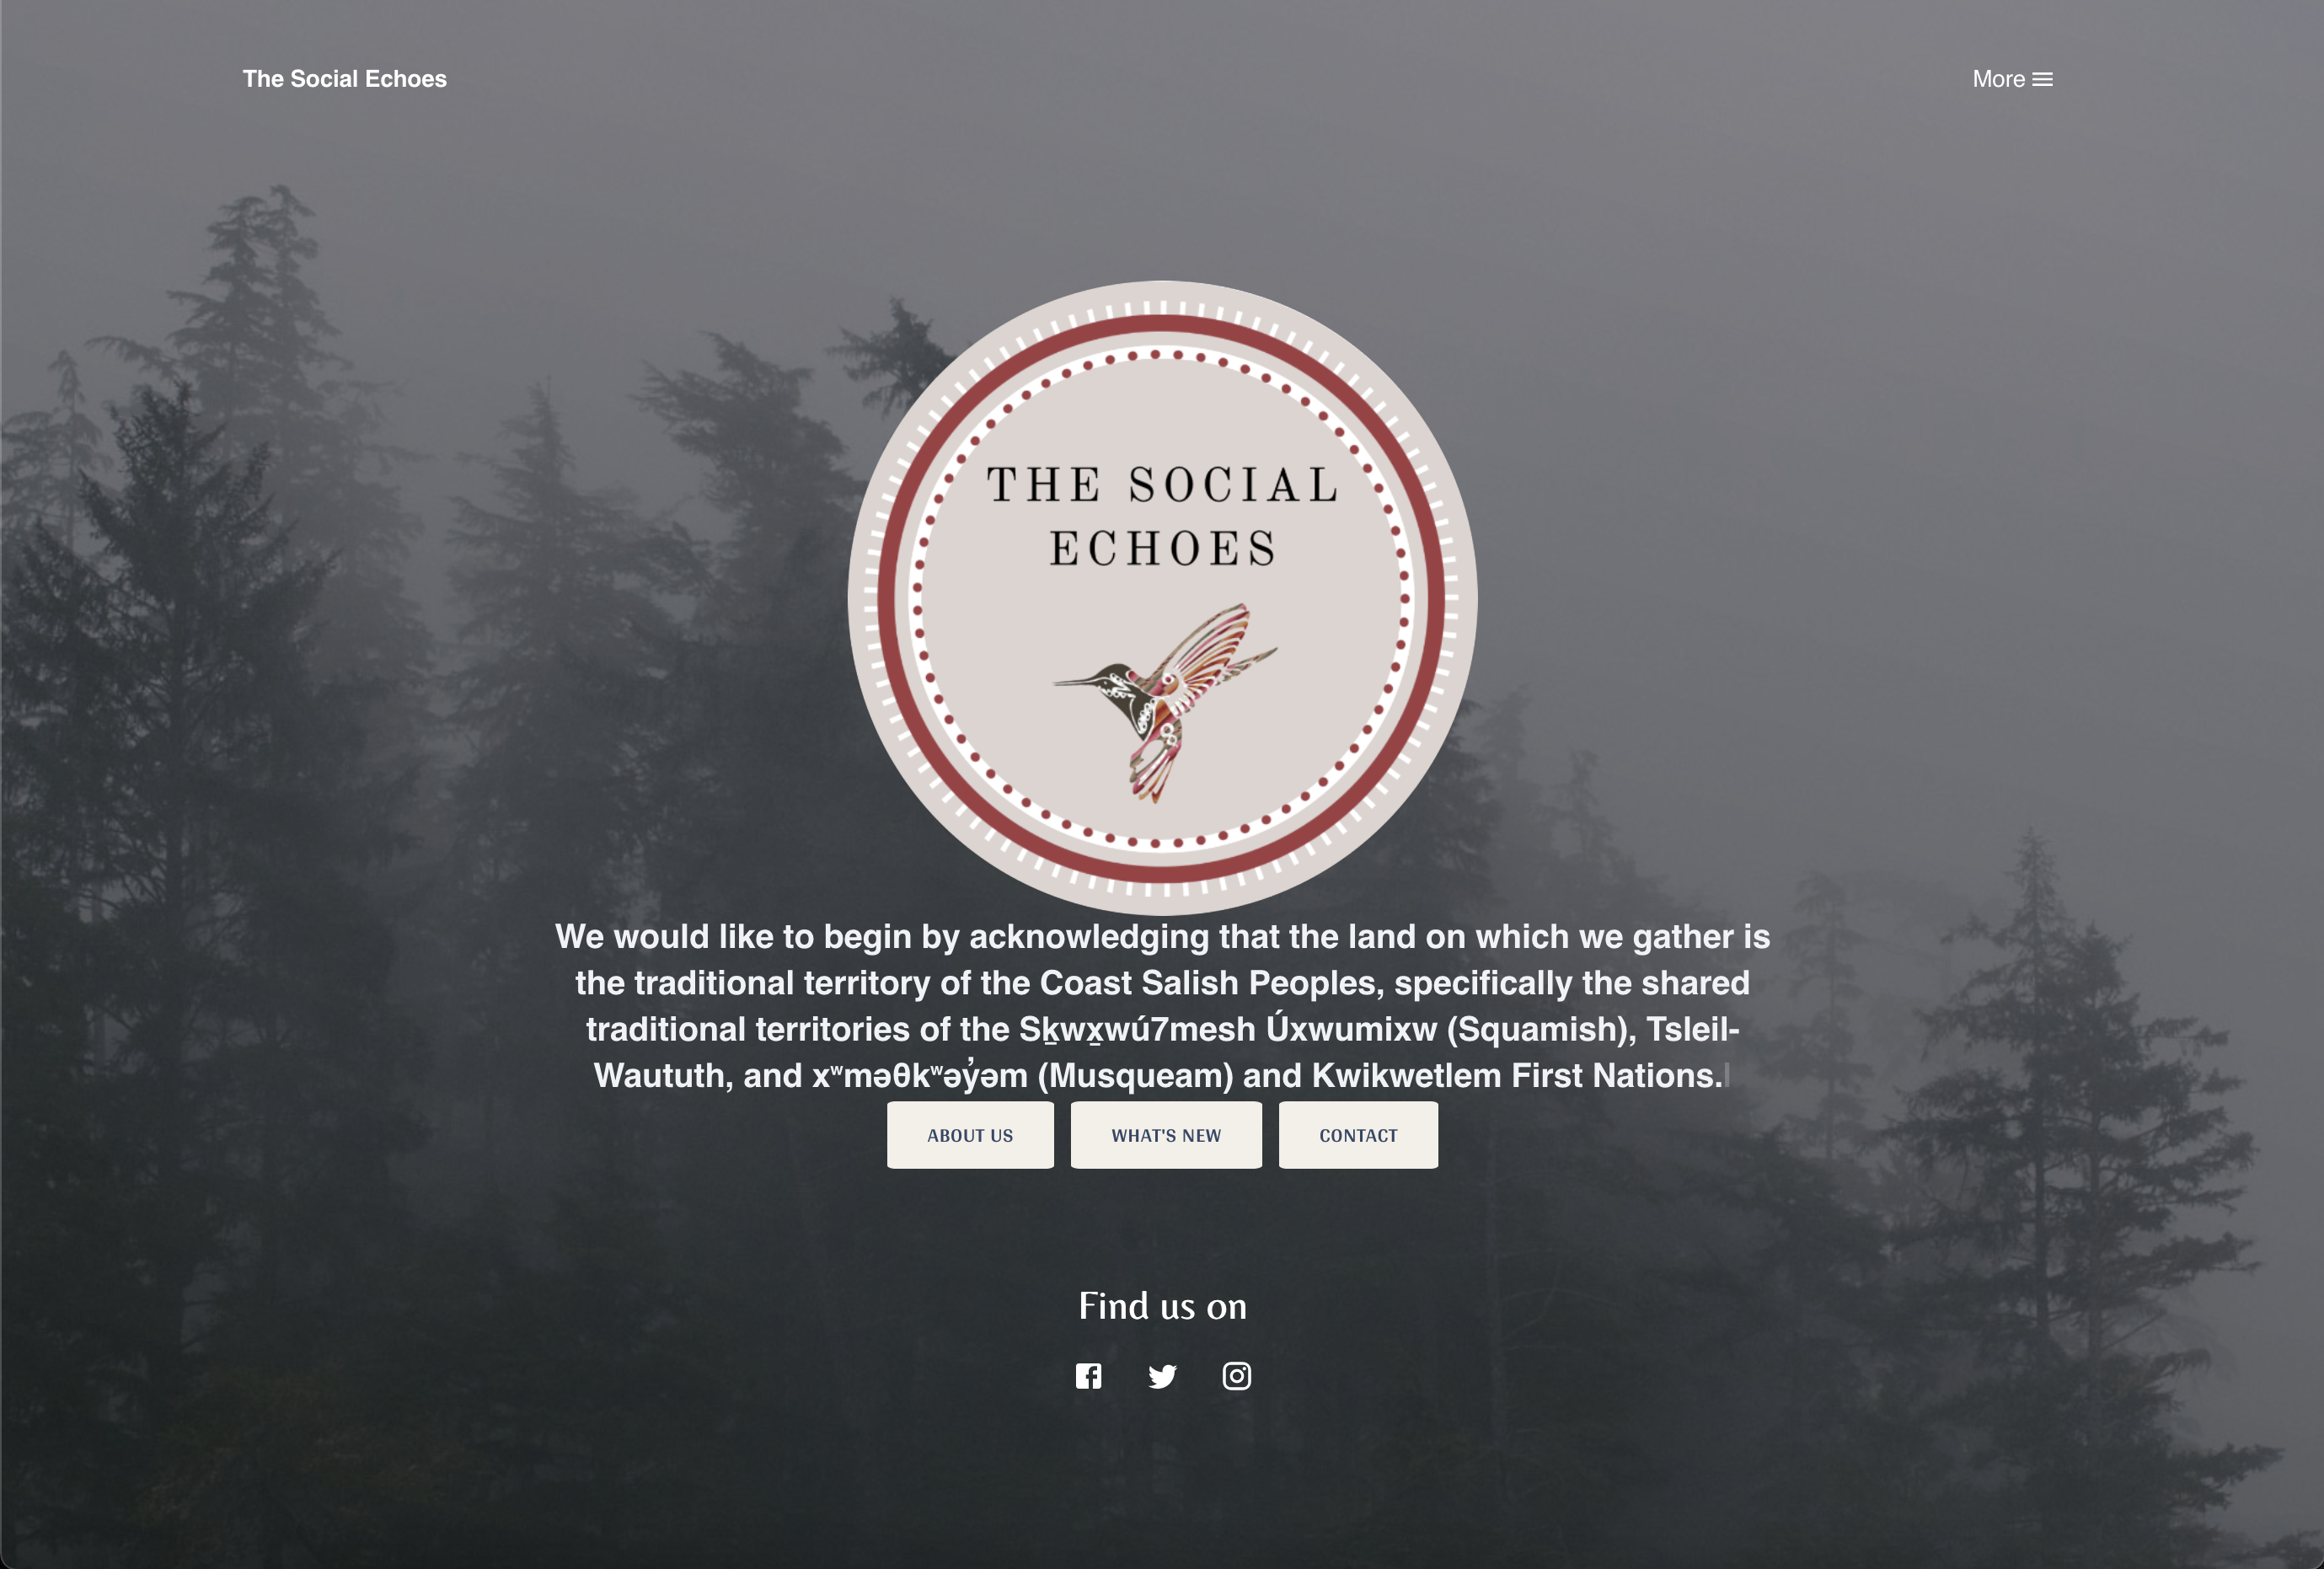 The Social Echoes
More
THE SOCIAL
ECHOES
We would like to begin by acknowledging that the land on which we gather is
the traditional territory of the Coast Salish Peoples, specifically the shared
traditional territories of the Sḵwx̱wú7mesh Úxwumixw (Squamish), Tsleil-
Waututh, and xʷməθkʷəy̓əm (Musqueam) and Kwikwetlem First Nations.
ABOUT US
WHAT'S NEW
CONTACT
Find us on